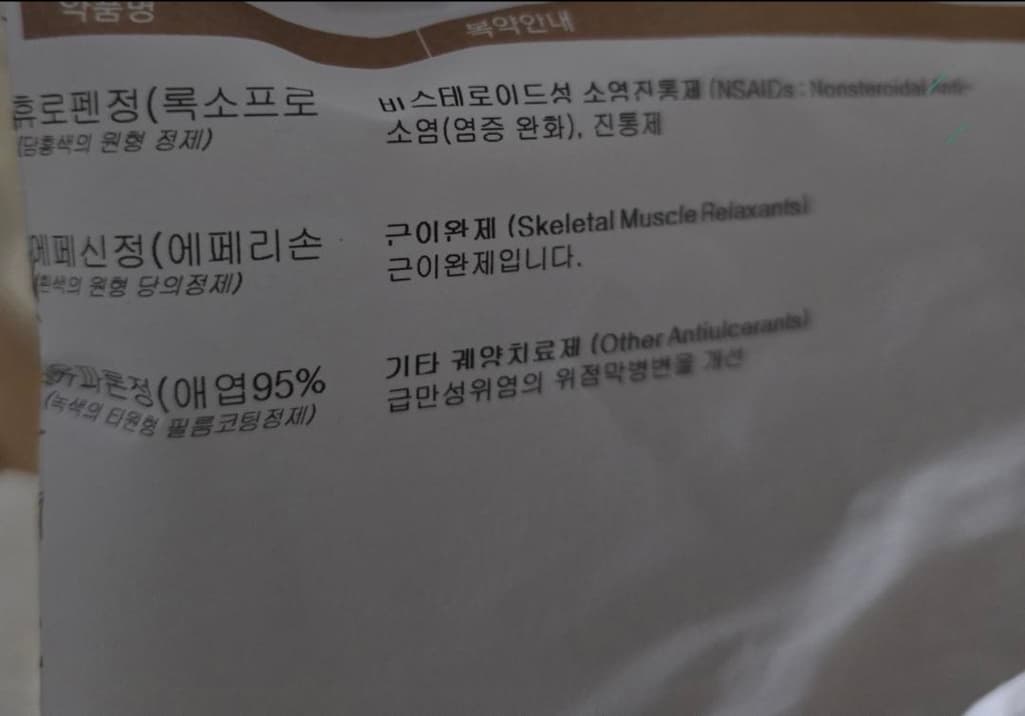 약품명
복약안내
휴로펜정(록소프로
(담홍색의 원형 정제)
비스테로이드성 소염진통제 (NSAIDs : Nonsteroidal Anti-
소염(염증 완화), 진통제
에페신정(에페리손
(흰색의 원형 당의정제)
근이완제 (Skeletal Muscle Relaxants)
근이완제입니다.
(애엽95%
(녹색의 타원형 필름코팅정제)
기타 궤양치료제 (Other Antiulcerants)
급만성위염의 위점막병변을 개선